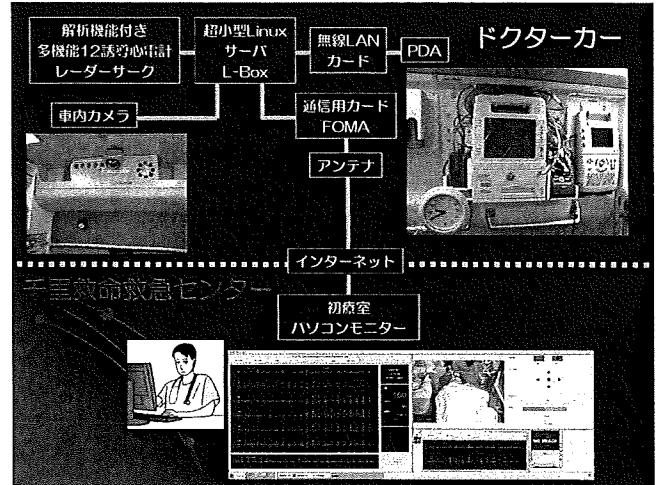 解析機能付き
多機能12誘導心電計
レーダーサーク
超小型Linux
サーバ
L-Box
無線LAN
カード
PDA
ドクターカー
車内カメラ
通信用カード
FOMA
アンテナ
インターネット
千里救命救急センター
初療室
パソコンモニター